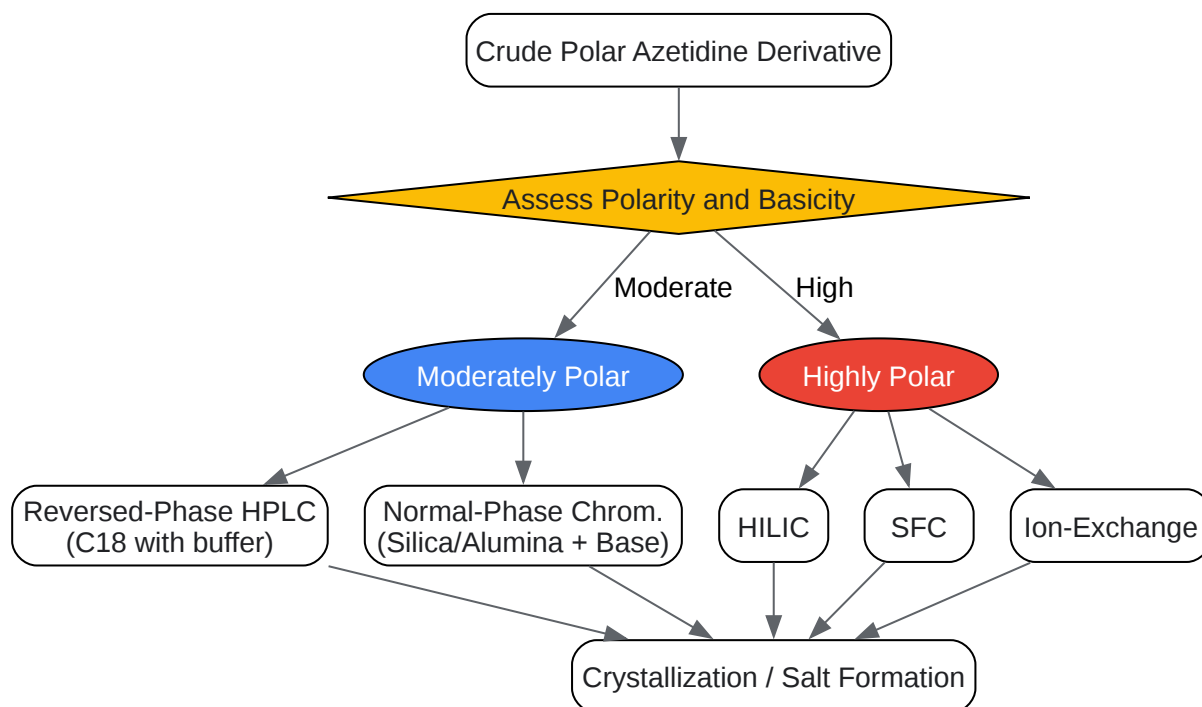 Crude Polar Azetidine Derivative
Assess Polarity and Basicity
Moderate
High
Moderately Polar
Highly Polar
Reversed-Phase HPLC
(C18 with buffer)
Normal-Phase Chrom.
(Silica/Alumina + Base)
HILIC
SFC
Ion-Exchange
Crystallization / Salt Formation